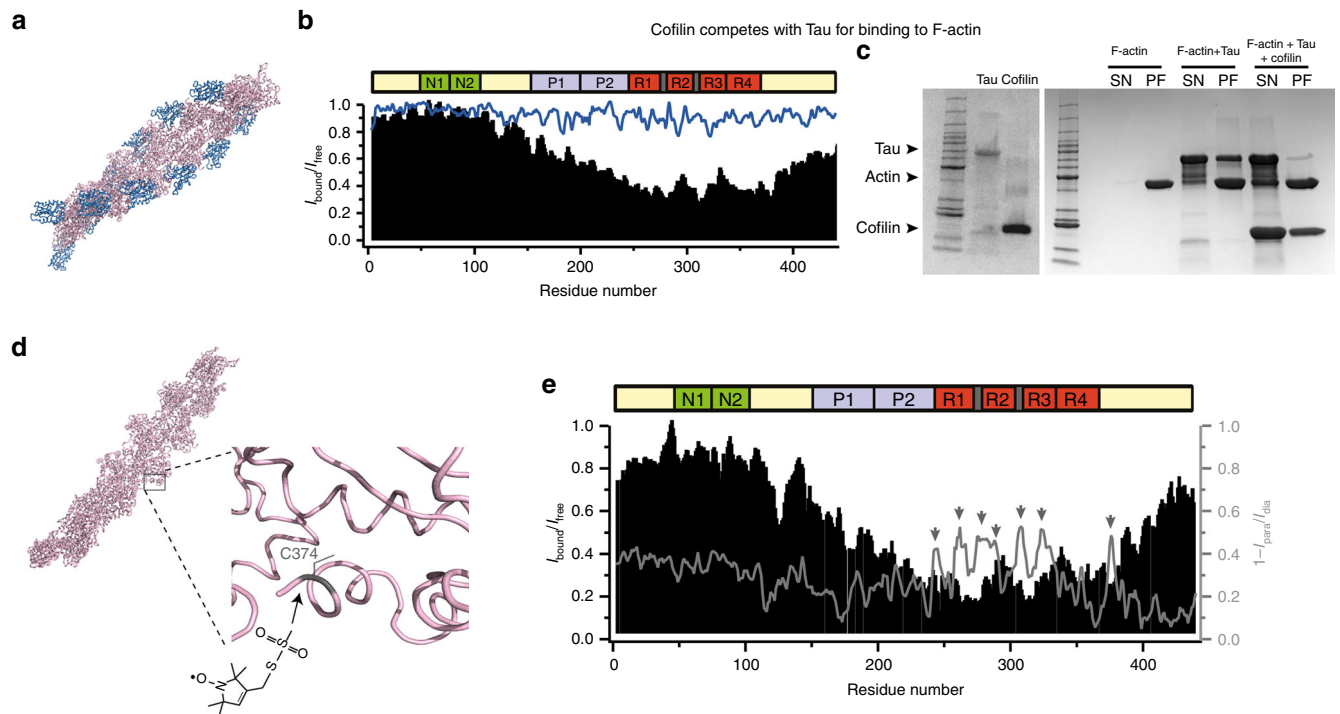 a
b
Cofilin competes with Tau for binding to F-actin
N1 N2 P1 P2 R1 R2 R3 R4
1.0
0.8
0.6
0.4
0.2
0.0
Ibound/Ifree
0 100 200 300 400
Residue number
c
Tau Cofilin
F-actin
F-actin+Tau
F-actin + Tau
+ cofilin
SN PF SN PF SN PF
Tau
Actin
Cofilin
d
C374
O
S
O
S
N
•O
e
N1 N2 P1 P2 R1 R2 R3 R4
1.0
0.8
0.6
0.4
0.2
0.0
Ibound/Ifree
1.0
0.8
0.6
0.4
0.2
0.0
1–Ipara/Idia
0 100 200 300 400
Residue number